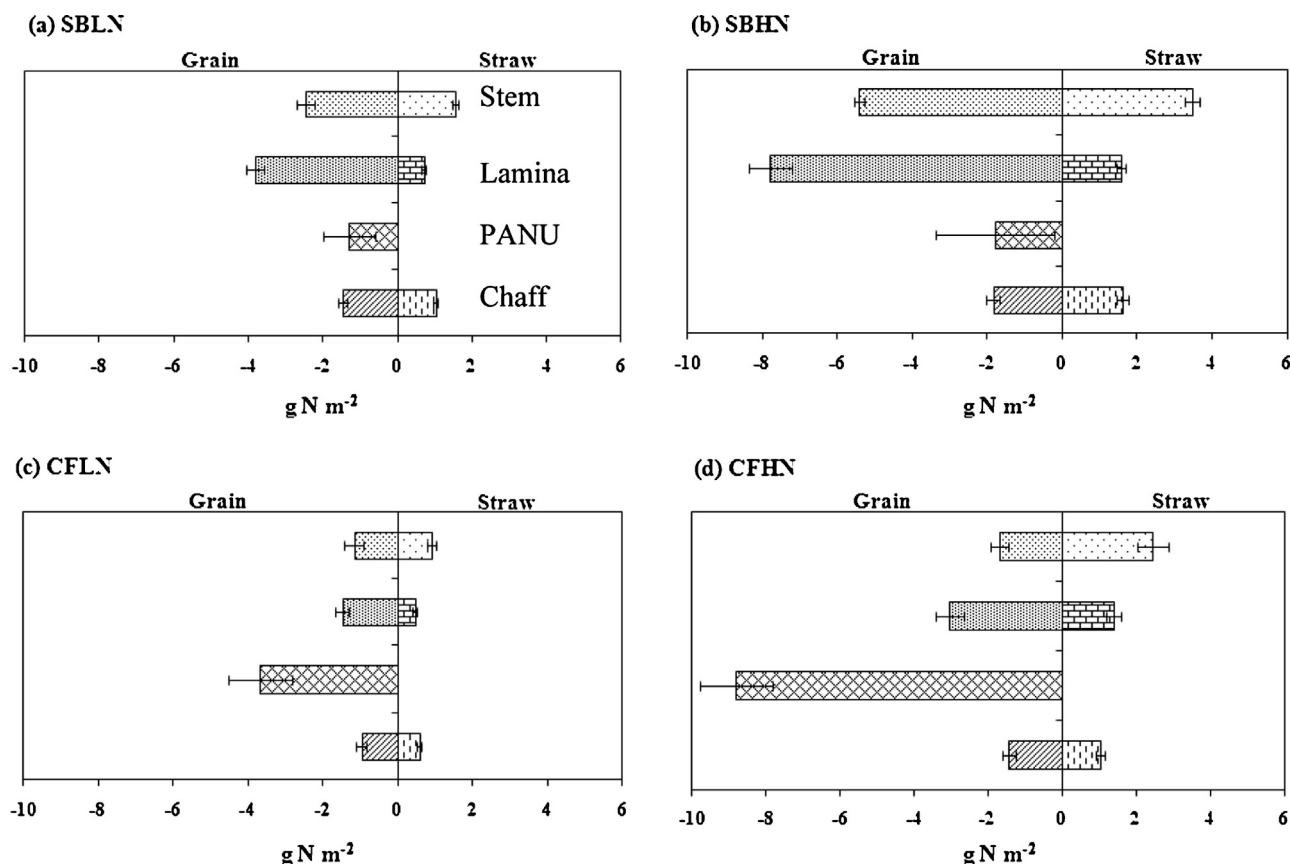 (a) SBLN
Grain Straw
Stem
Lamina
PANU
Chaff
-10 -8 -6 -4 -2 0 2 4 6
g N m-2
(b) SBHN
Grain Straw
-10 -8 -6 -4 -2 0 2 4 6
g N m-2
(c) CFLN
Grain Straw
-10 -8 -6 -4 -2 0 2 4 6
g N m-2
(d) CFHN
Grain Straw
-10 -8 -6 -4 -2 0 2 4 6
g N m-2